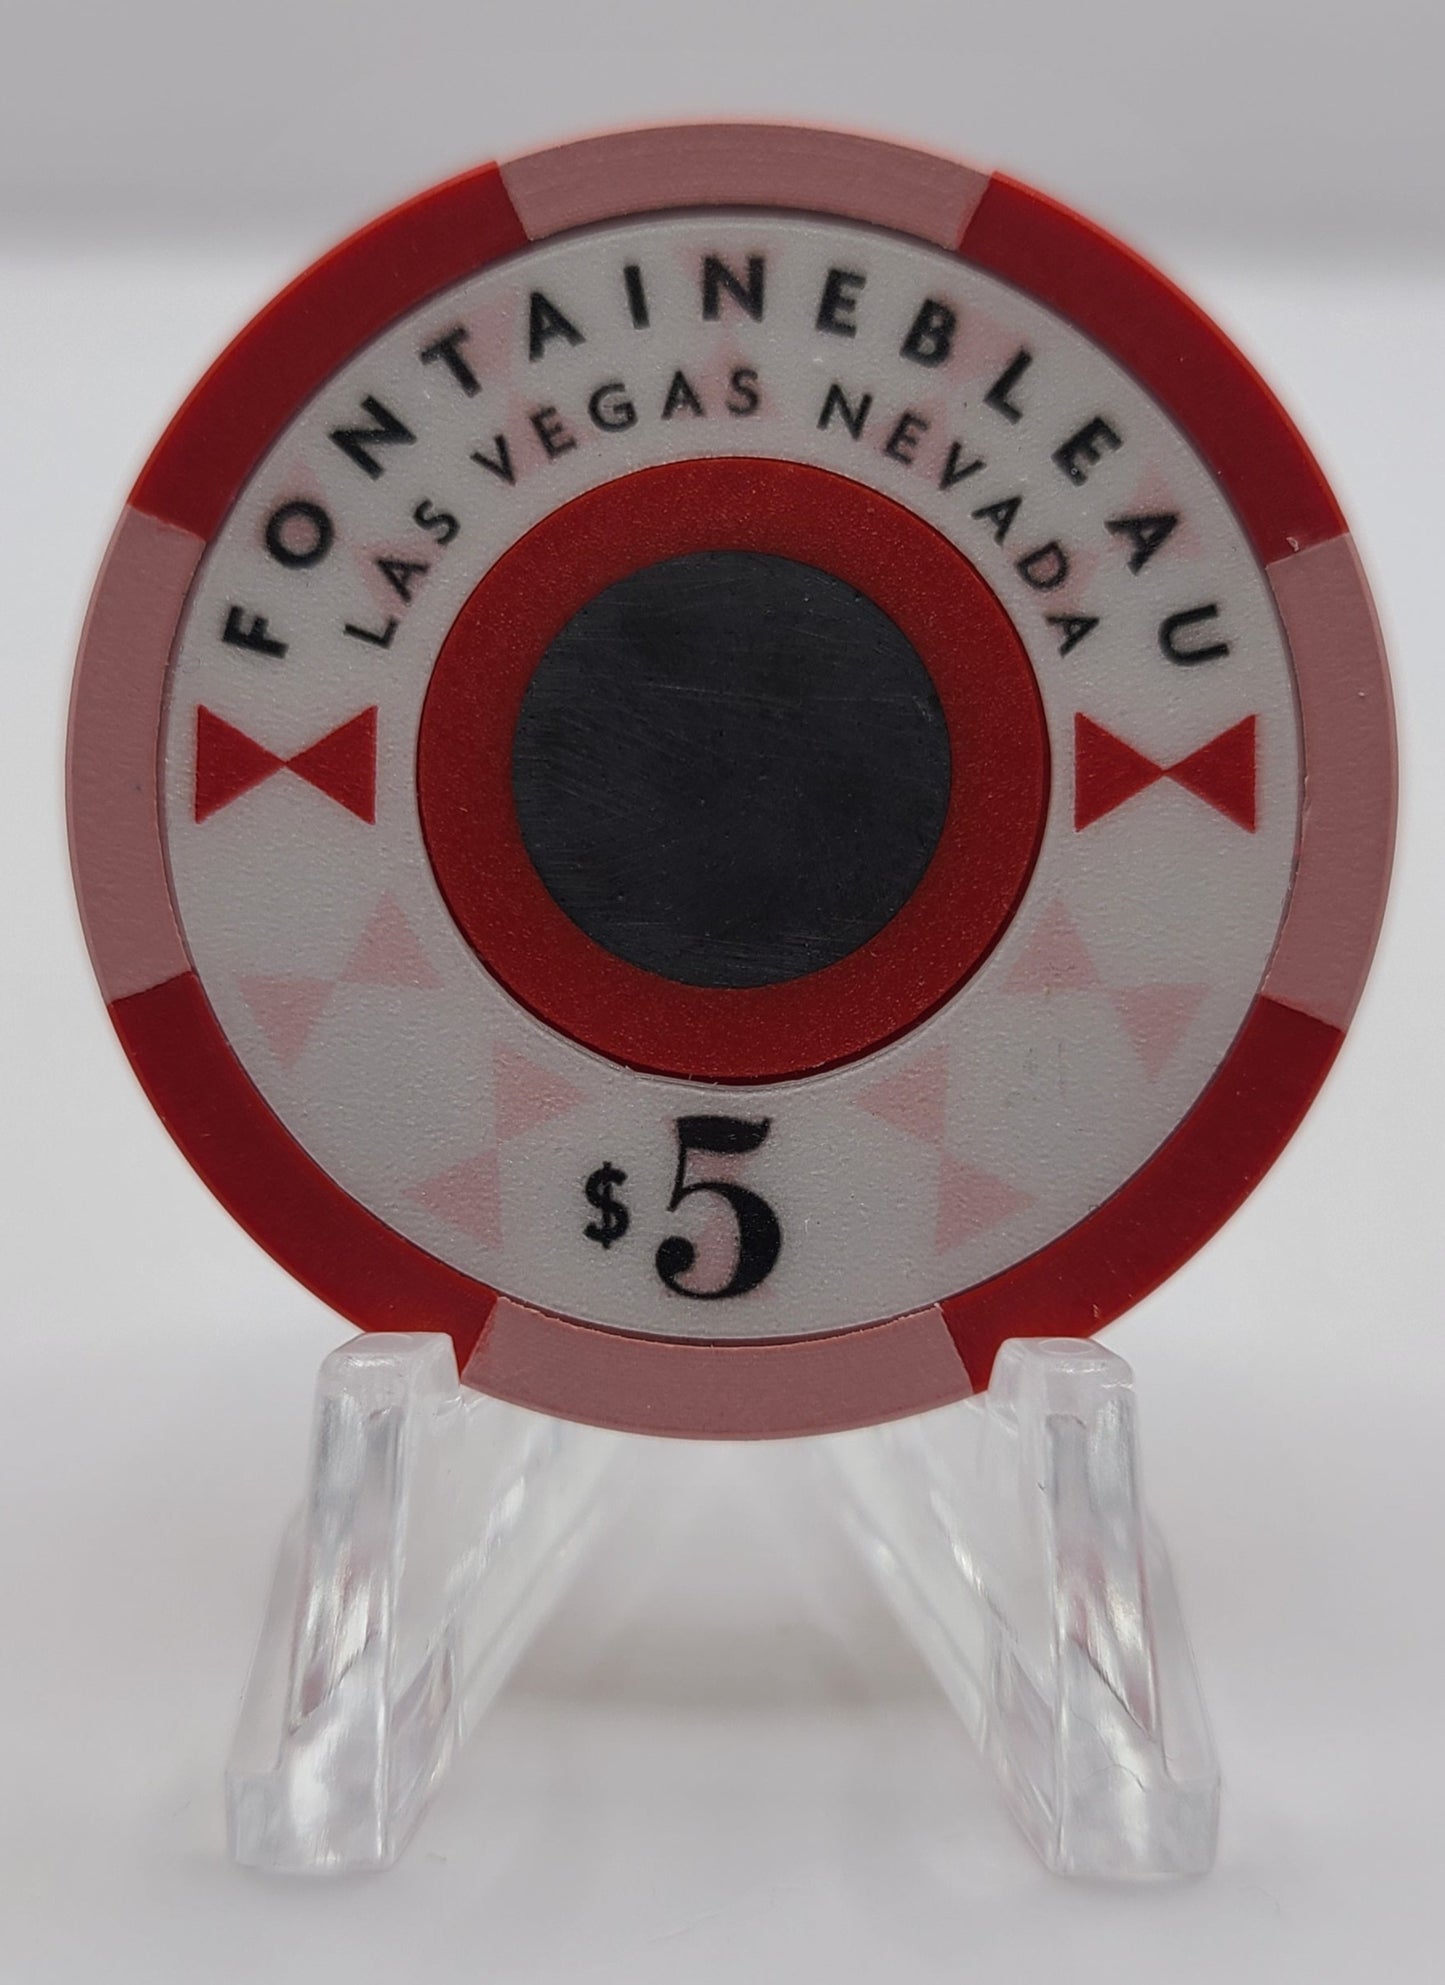 FONTAINEBLEAU
LAS VEGAS NEVADA
$5